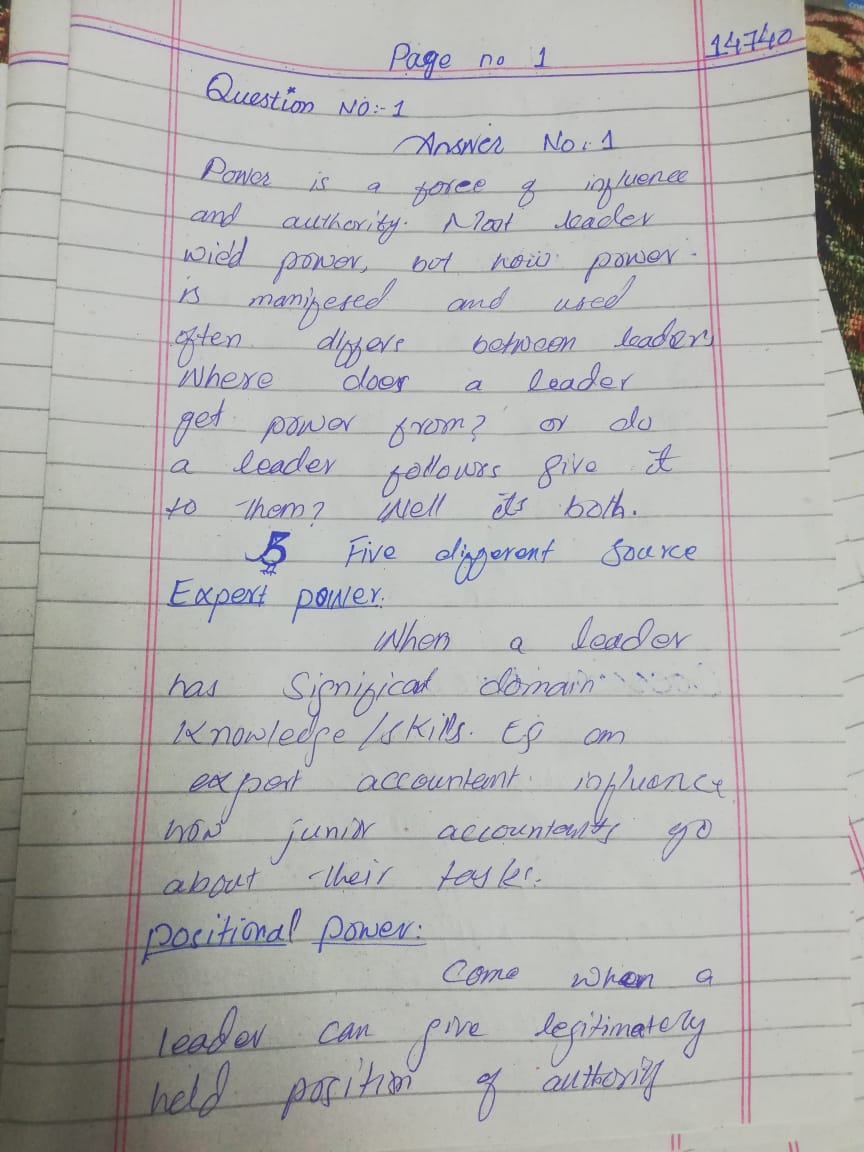 14740
Page no 1
Question No:- 1
Answer No: 1
Power is a force of influence
and authority. Most leader
wield power, but how power
is manifesed and used
often differs between leaders
Where does a leader
get power from? or do
a leader follows give it
to them? Well its both.
5 Five different Source
Expert power.
When a leader
has Significat domain
Knowledge/skills. Eg an
expert accountant influence
how junior accountants go
about their tasks.
positional power:
Come when a
leader can give legitimately
held position of authority